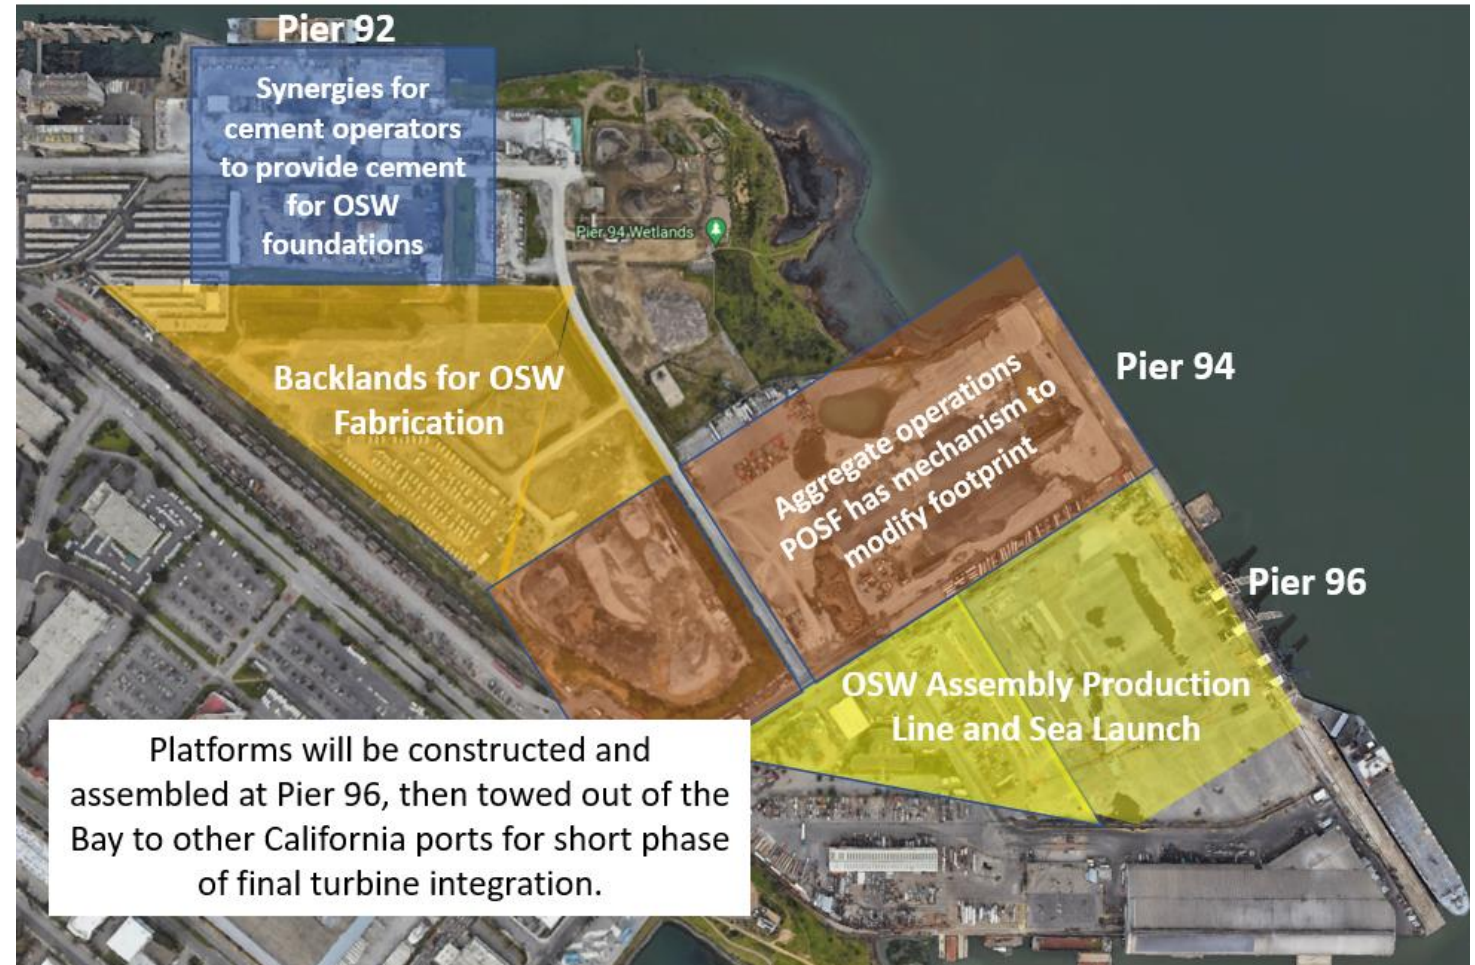 Pier 92
Synergies for
cement operators
to provide cement
for OSW
foundations
Pier 94 Wetlands
Backlands for OSW
Fabrication
Aggregate operations
POSF has mechanism to
modify footprint
Pier 94
Pier 96
OSW Assembly Production
Line and Sea Launch
Platforms will be constructed and
assembled at Pier 96, then towed out of the
Bay to other California ports for short phase
of final turbine integration.